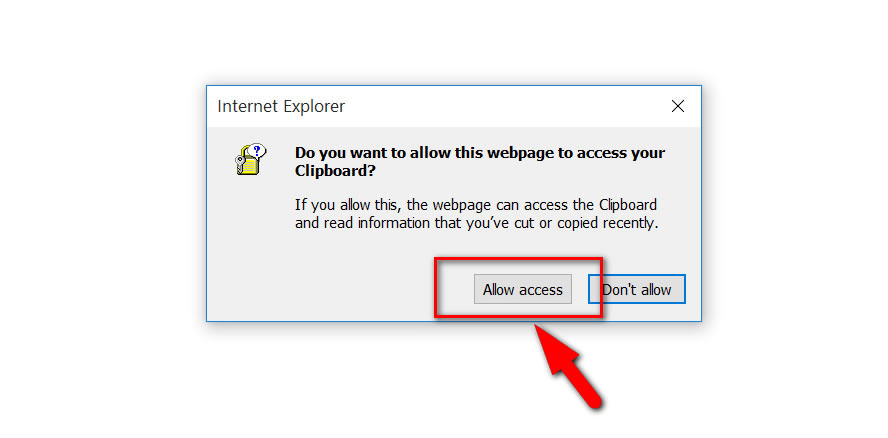 Internet Explorer
Do you want to allow this webpage to access your
Clipboard?
If you allow this, the webpage can access the Clipboard
and read information that you’ve cut or copied recently.
Allow access
Don't allow